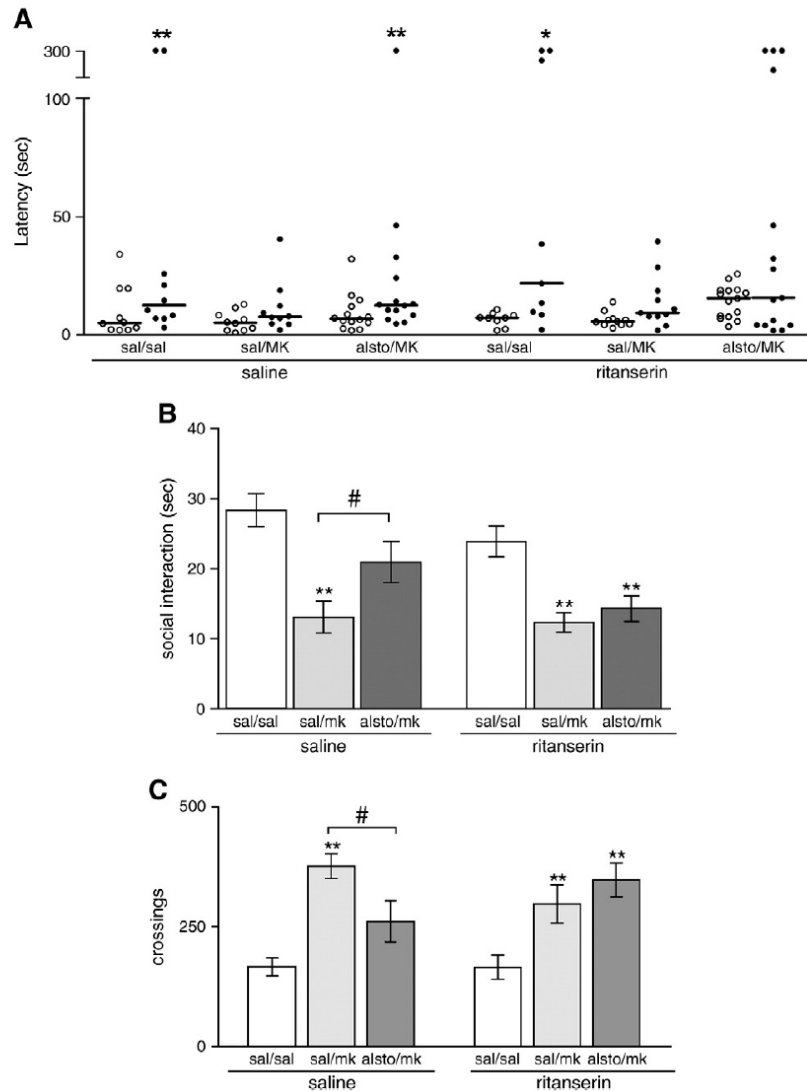 A
** ** *
300
100
50
0
Latency (sec)
sal/sal sal/MK alsto/MK sal/sal sal/MK alsto/MK
saline ritanserin
B
40
30
20
10
0
social interaction (sec)
#
** ** **
sal/sal sal/mk alsto/mk sal/sal sal/mk alsto/mk
saline ritanserin
C
500
250
0
crossings
#
** ** **
sal/sal sal/mk alsto/mk sal/sal sal/mk alsto/mk
saline ritanserin